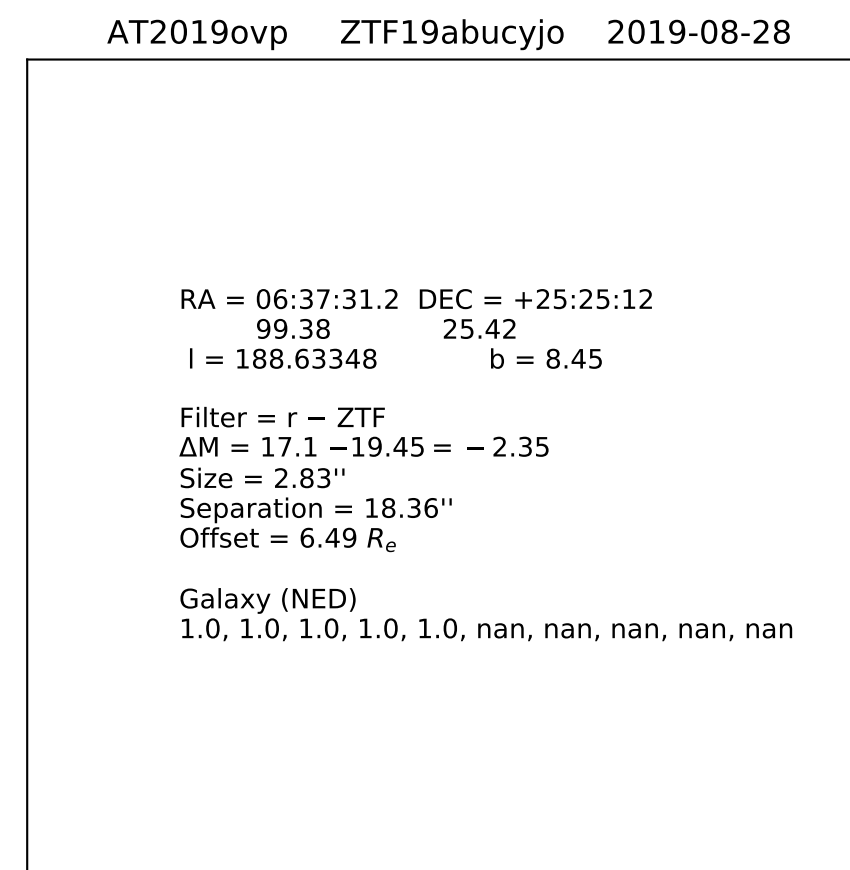 AT2019ovp ZTF19abucyjo 2019-08-28
RA = 06:37:31.2 DEC = +25:25:12
99.38 25.42
l = 188.63348 b = 8.45
Filter = r − ZTF
ΔM = 17.1 −19.45 = − 2.35
Size = 2.83''
Separation = 18.36''
Offset = 6.49 Re
Galaxy (NED)
1.0, 1.0, 1.0, 1.0, 1.0, nan, nan, nan, nan, nan